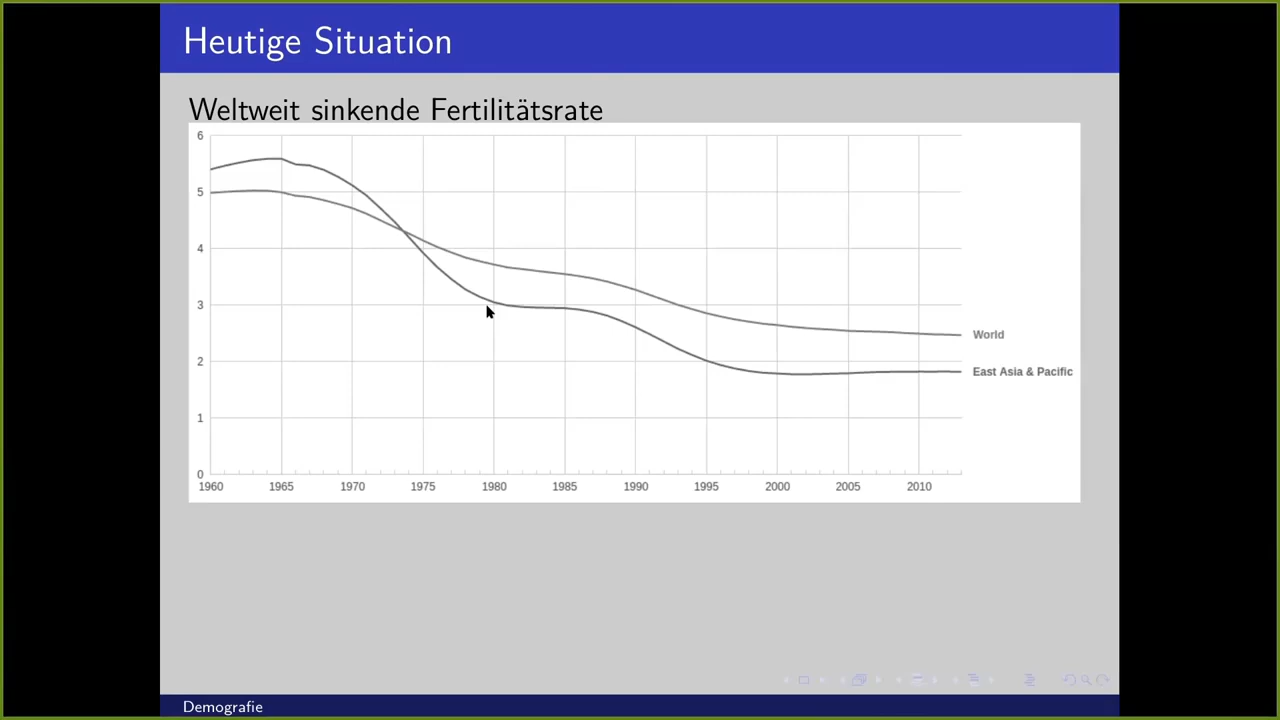 Heutige Situation
Weltweit sinkende Fertilitätsrate
6
5
4
3
2
1
0
World
East Asia & Pacific
1960 1965 1970 1975 1980 1985 1990 1995 2000 2005 2010
Demografie